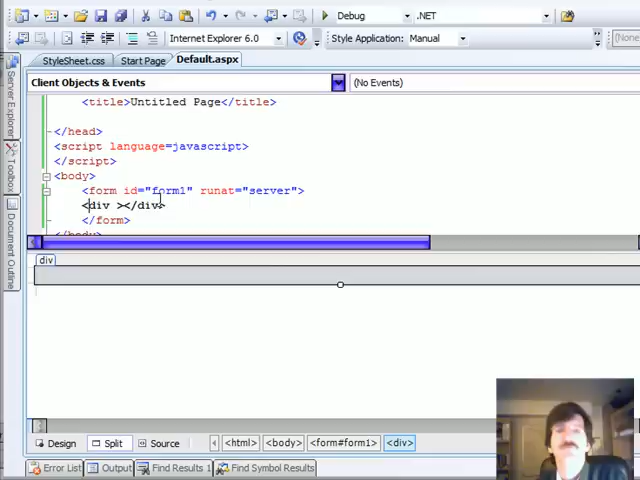 Debug .NET
Internet Explorer 6.0 Style Application: Manual (None
StyleSheet.css Start Page Default.aspx
Client Objects & Events (No Events)
<title>Untitled Page</title>
</head>
<script language=javascript>
</script>
<body>
<form id="form1" runat="server">
<div ></div>
</form>
</body>
div
Server Explorer
Toolbox
Document Outline
Design Split Source <html> <body> <form#form1> <div>
Error List Output Find Results 1 Find Symbol Results